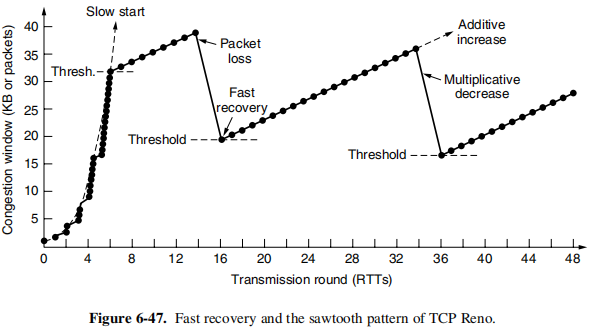 Slow start
40
35
30
25
20
15
10
5
Congestion window (KB or packets)
Thresh.
Packet
loss
Fast
recovery
Threshold
Additive
increase
Multiplicative
decrease
Threshold
0 4 8 12 16 20 24 28 32 36 40 44 48
Transmission round (RTTs)
Figure 6-47. Fast recovery and the sawtooth pattern of TCP Reno.